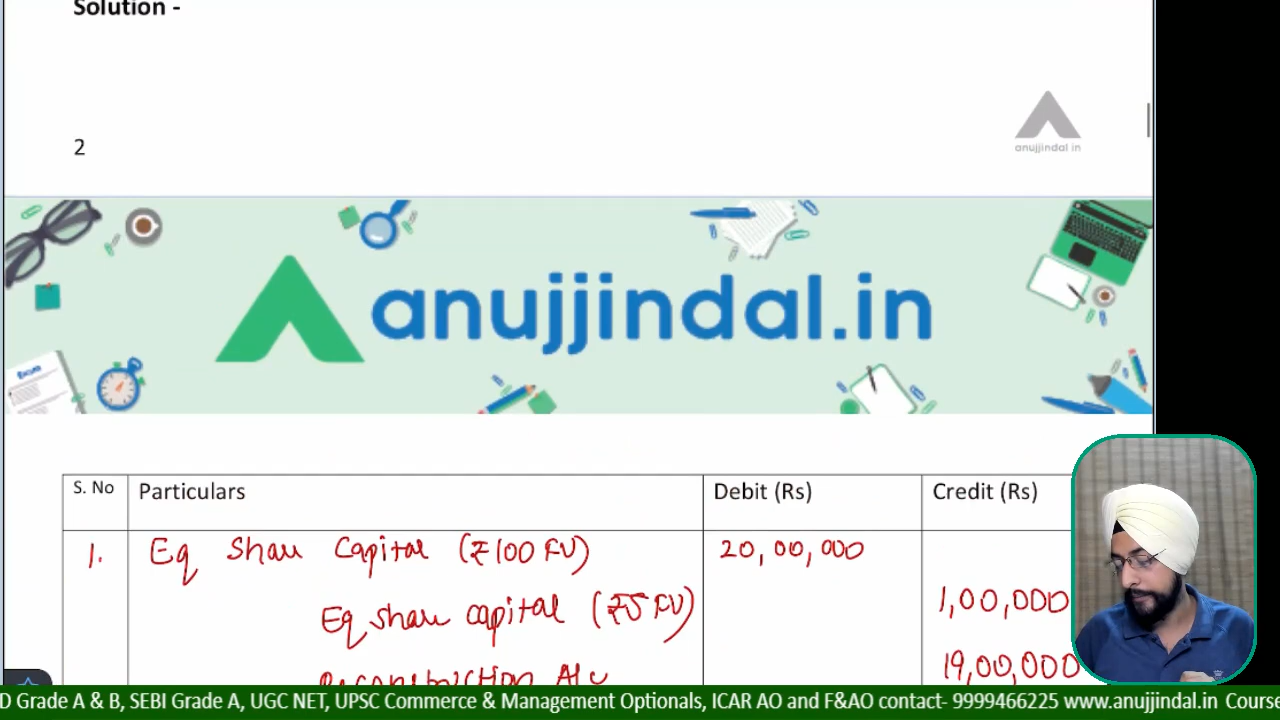 Solution -
2
anujjindal.in
anujjindal.in
S. No Particulars Debit (Rs) Credit (Rs)
1. Eq Share Capital (₹100 FV) 20,00,000
Eq share capital (₹5 FV) 1,00,000
Reconstruction A/c 19,00,000
D Grade A & B, SEBI Grade A, UGC NET, UPSC Commerce & Management Optionals, ICAR AO and F&AO contact- 9999466225 www.anujjindal.in Course